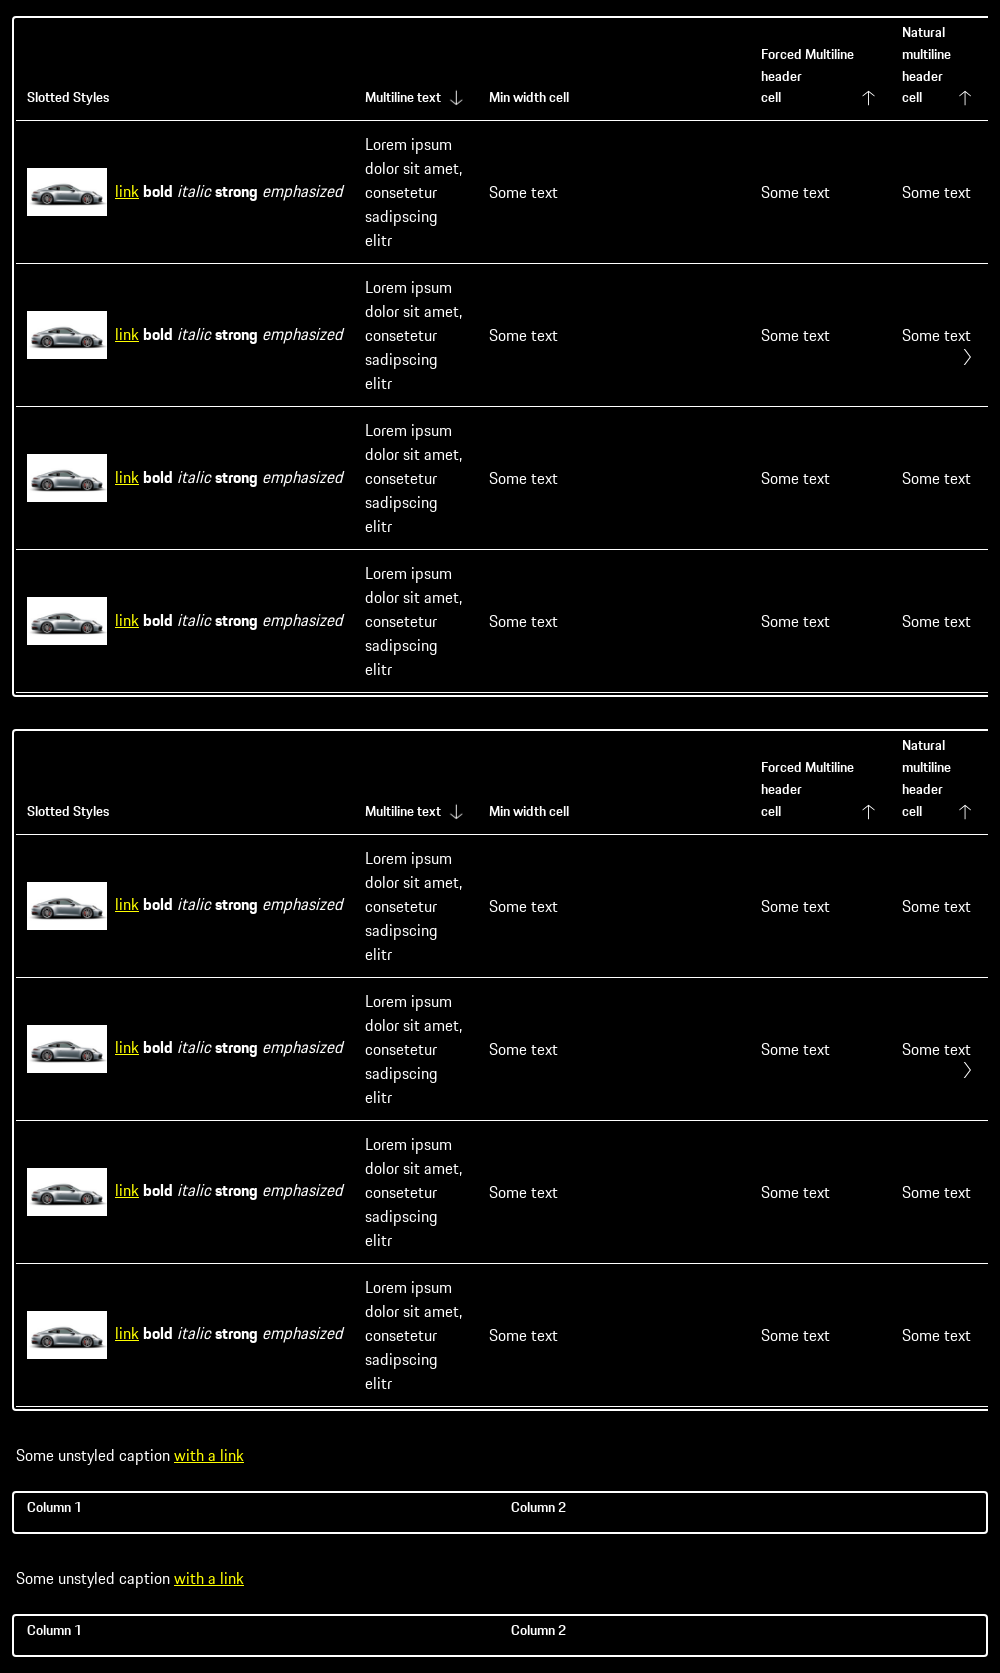 Slotted Styles Multiline text Min width cell Forced Multiline header cell Natural multiline header cell
link bold italic strong emphasized
Lorem ipsum
dolor sit amet,
consetetur
sadipscing
elitr
Some text Some text Some text
link bold italic strong emphasized
Lorem ipsum
dolor sit amet,
consetetur
sadipscing
elitr
Some text Some text Some text
link bold italic strong emphasized
Lorem ipsum
dolor sit amet,
consetetur
sadipscing
elitr
Some text Some text Some text
link bold italic strong emphasized
Lorem ipsum
dolor sit amet,
consetetur
sadipscing
elitr
Some text Some text Some text
Slotted Styles Multiline text Min width cell Forced Multiline header cell Natural multiline header cell
link bold italic strong emphasized
Lorem ipsum
dolor sit amet,
consetetur
sadipscing
elitr
Some text Some text Some text
link bold italic strong emphasized
Lorem ipsum
dolor sit amet,
consetetur
sadipscing
elitr
Some text Some text Some text
link bold italic strong emphasized
Lorem ipsum
dolor sit amet,
consetetur
sadipscing
elitr
Some text Some text Some text
link bold italic strong emphasized
Lorem ipsum
dolor sit amet,
consetetur
sadipscing
elitr
Some text Some text Some text
Some unstyled caption with a link
Column 1 Column 2
Some unstyled caption with a link
Column 1 Column 2